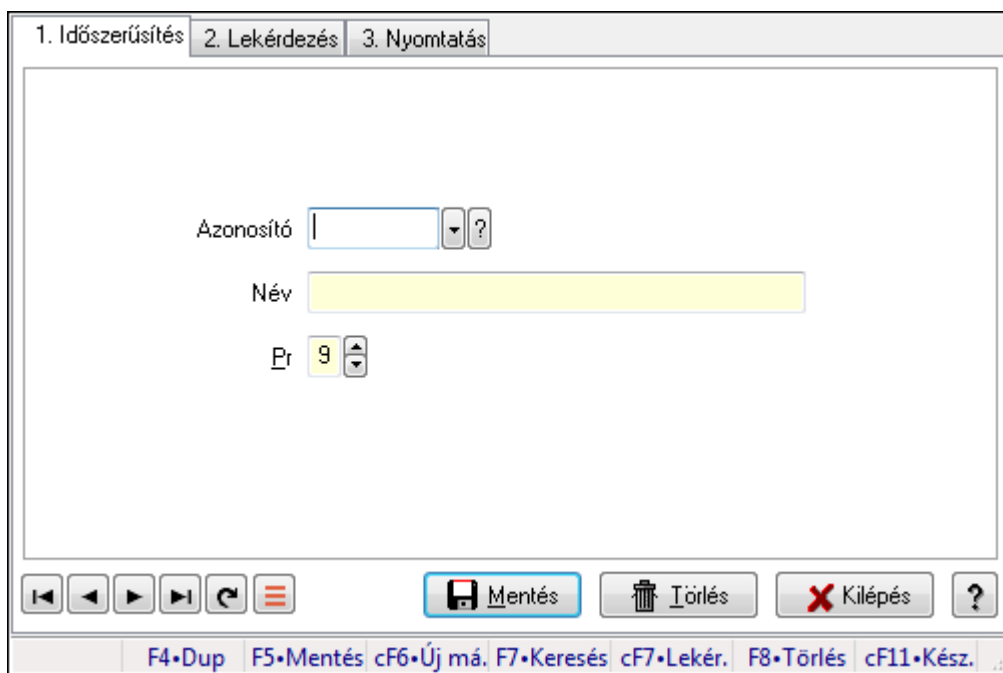 1. Időszerűsítés 2. Lekérdezés 3. Nyomtatás
Azonosító ?
Név
Pr 9
Mentés Törlés Kilépés ?
F4•Dup F5•Mentés cF6•Új má. F7•Keresés cF7•Lekér. F8•Törlés cF11•Kész.